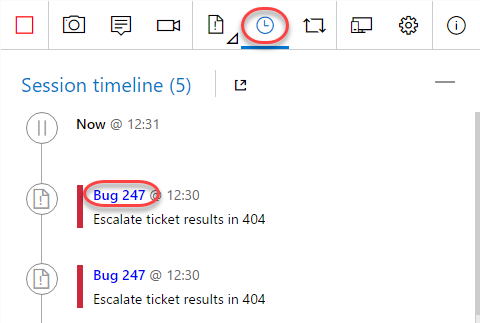 Session timeline (5)
Now @ 12:31
Bug 247 @ 12:30
Escalate ticket results in 404
Bug 247 @ 12:30
Escalate ticket results in 404